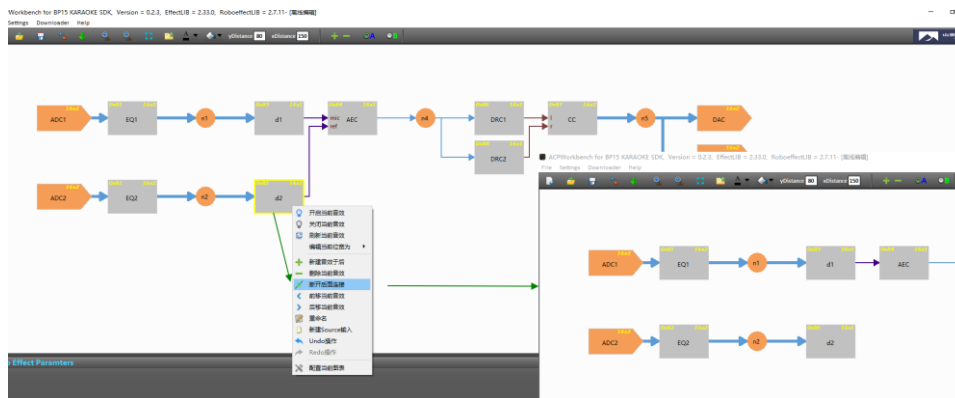 Workbench for BP15 KARAOKE SDK, Version = 0.2.3, EffectLIB = 2.33.0, RoboeffectLIB = 2.7.11- [离线编辑]
Settings Downloader Help
yDistance 80 xDistance 150
ADC1
EQ1
n1
d1
mic
ref
AEC
n4
DRC1
DRC2
l
r
CC
n5
DAC
ADC2
EQ2
n2
d2
开启当前音效
关闭当前音效
刷新当前音效
编辑当前位宽为
新建音效于后
删除当前音效
断开后面连接
前移当前音效
后移当前音效
重命名
新建Source输入
Undo操作
Redo操作
配置当前图表
Effect Paramters
ACPWorkbench for BP15 KARAOKE SDK, Version = 0.2.3, EffectLIB = 2.33.0, RoboeffectLIB = 2.7.11- [离线编辑]
File Settings Downloader Help
yDistance 80 xDistance 150
ADC1
EQ1
n1
d1
AEC
ADC2
EQ2
n2
d2